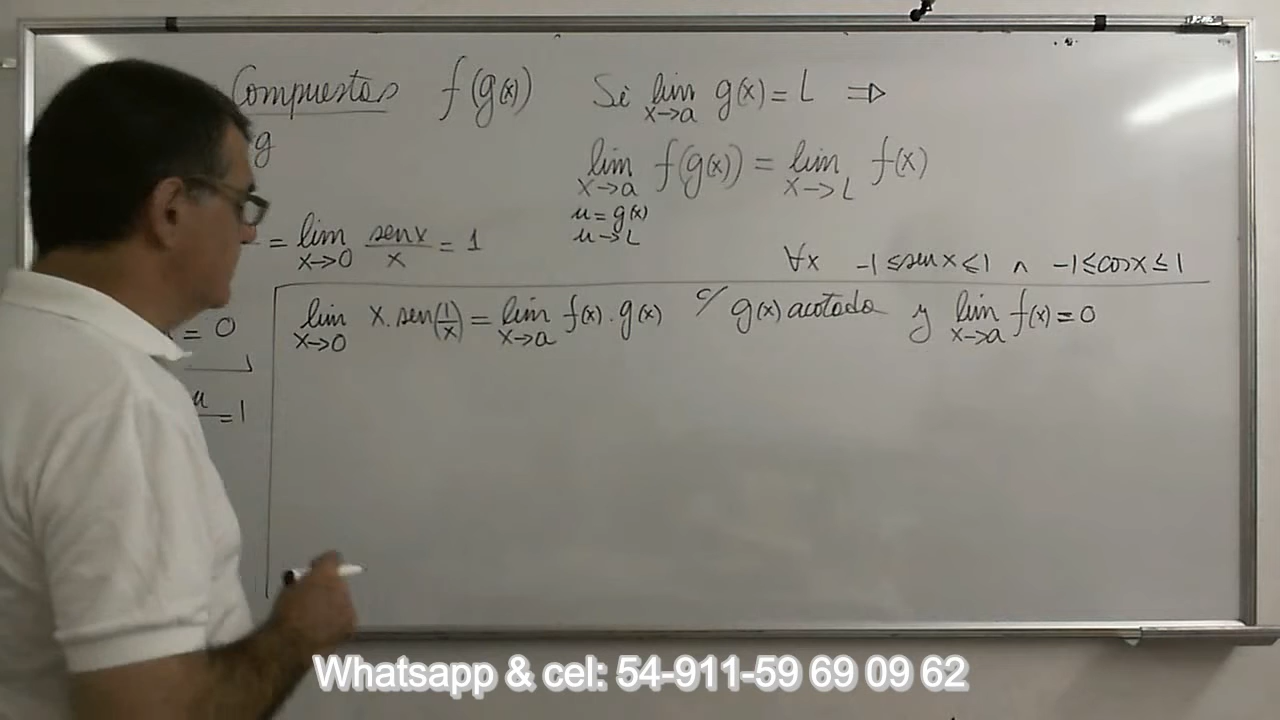 Compuestas f(g(x)) Si lim g(x) = L ⇒
x→a
g
lim f(g(x)) = lim f(x)
x→a x→L
u = g(x)
u→L
= lim senx/x = 1
x→0
∀x -1 ≤ senx ≤ 1 ∧ -1 ≤ cosx ≤ 1
lim x.sen(1/x) = lim f(x).g(x) c/ g(x) acotada y lim f(x) = 0
x→0 x→a x→a
= 0
u
= 1
Whatsapp & cel: 54-911-59 69 09 62